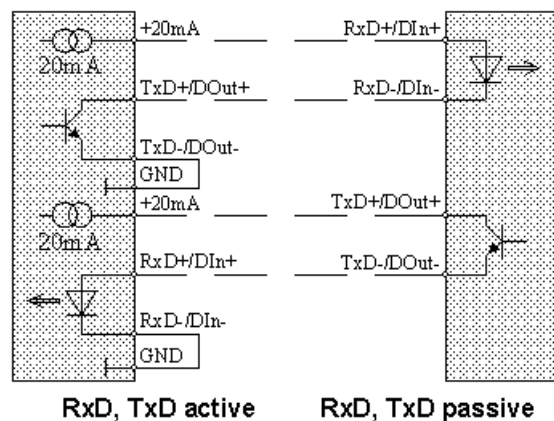 +20mA RxD+/DIn+
20mA
TxD+/DOut+ RxD-/DIn-
TxD-/DOut-
GND
+20mA TxD+/DOut+
20mA
RxD+/DIn+ TxD-/DOut-
RxD-/DIn-
GND
RxD, TxD active RxD, TxD passive